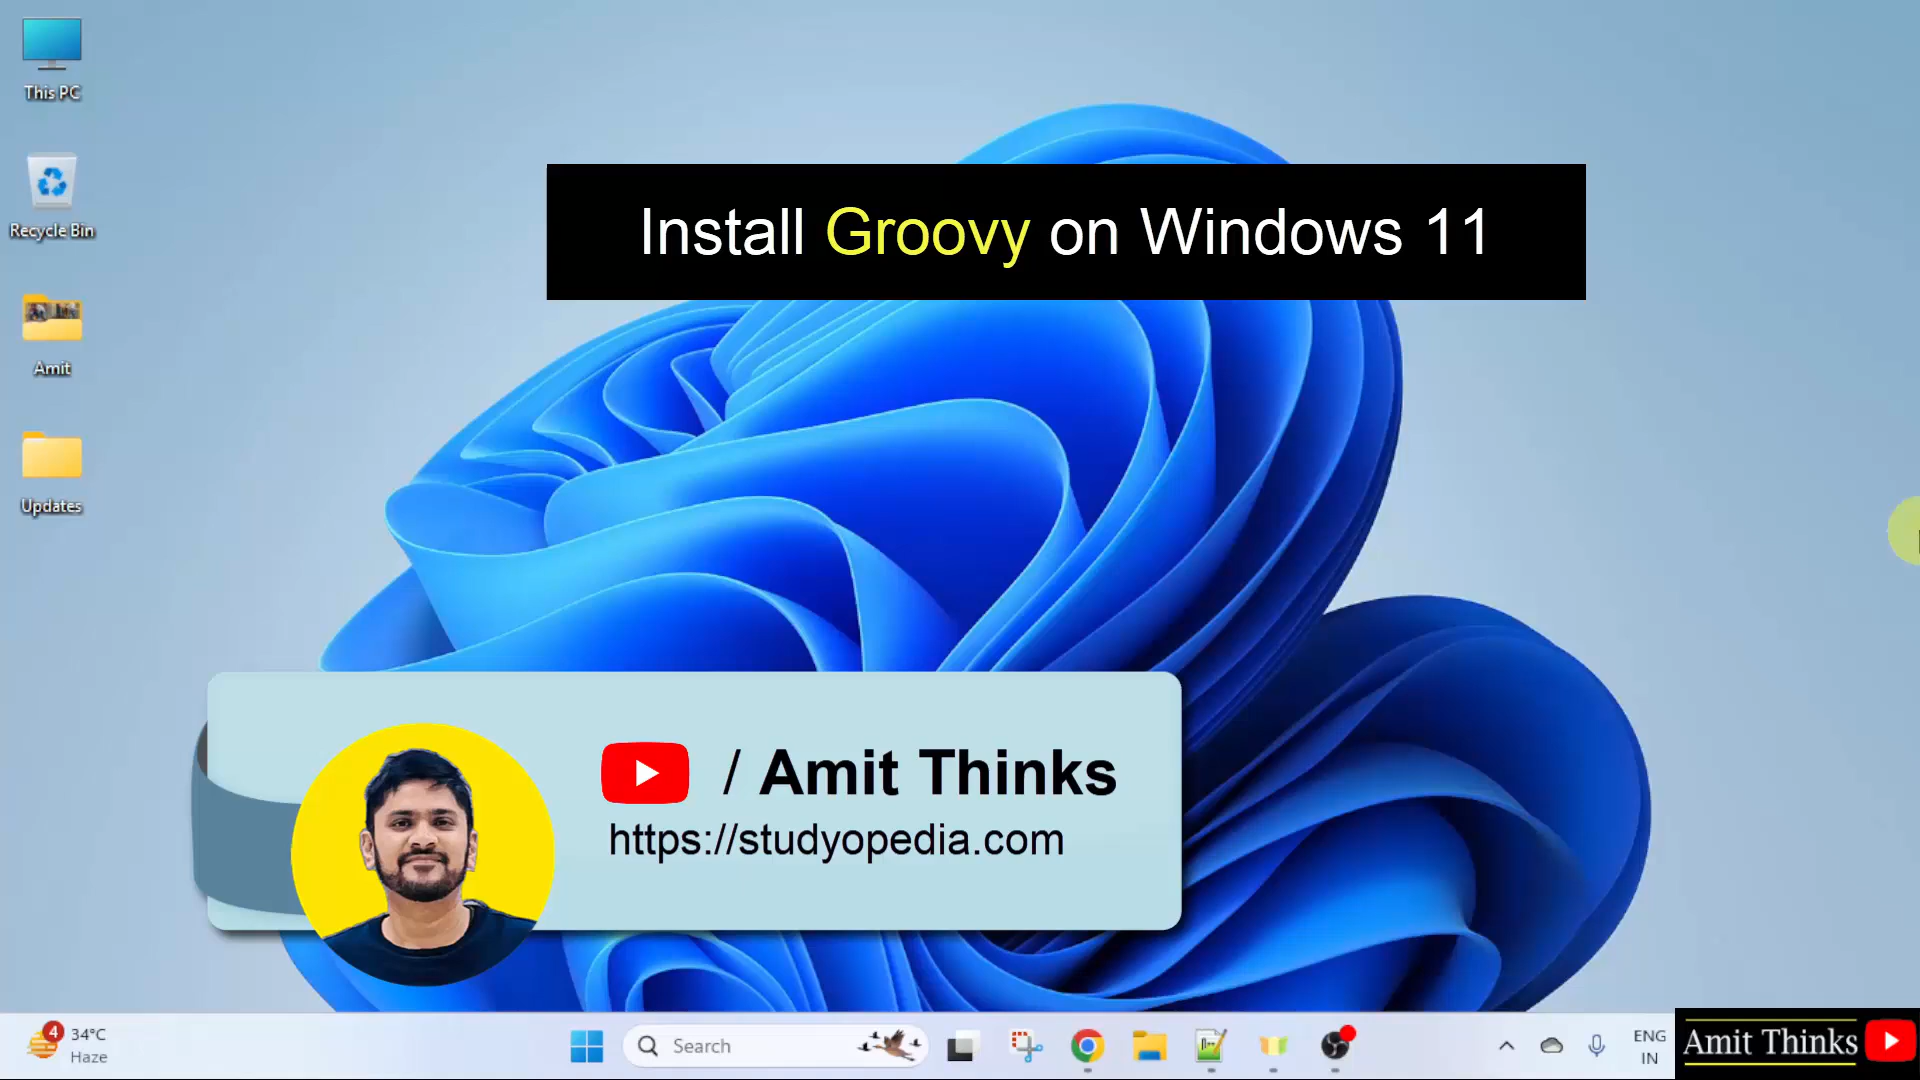 This PC
Recycle Bin
Amit
Updates
Install Groovy on Windows 11
/ Amit Thinks
https://studyopedia.com
4
34°C
Haze
Search
ENG
IN
Amit Thinks